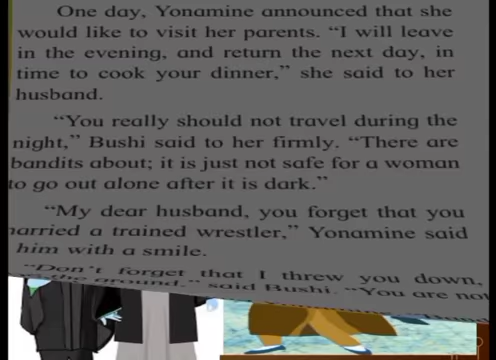 One day, Yonamine announced that she
would like to visit her parents. “I will leave
in the evening, and return the next day, in
time to cook your dinner,” she said to her
husband.
“You really should not travel during the
night,” Bushi said to her firmly. “There are
bandits about; it is just not safe for a woman
to go out alone after it is dark.”
“My dear husband, you forget that you
married a trained wrestler,” Yonamine said
him with a smile.
“Don’t forget that I threw you down,
the ground,” said Bushi. “You are not